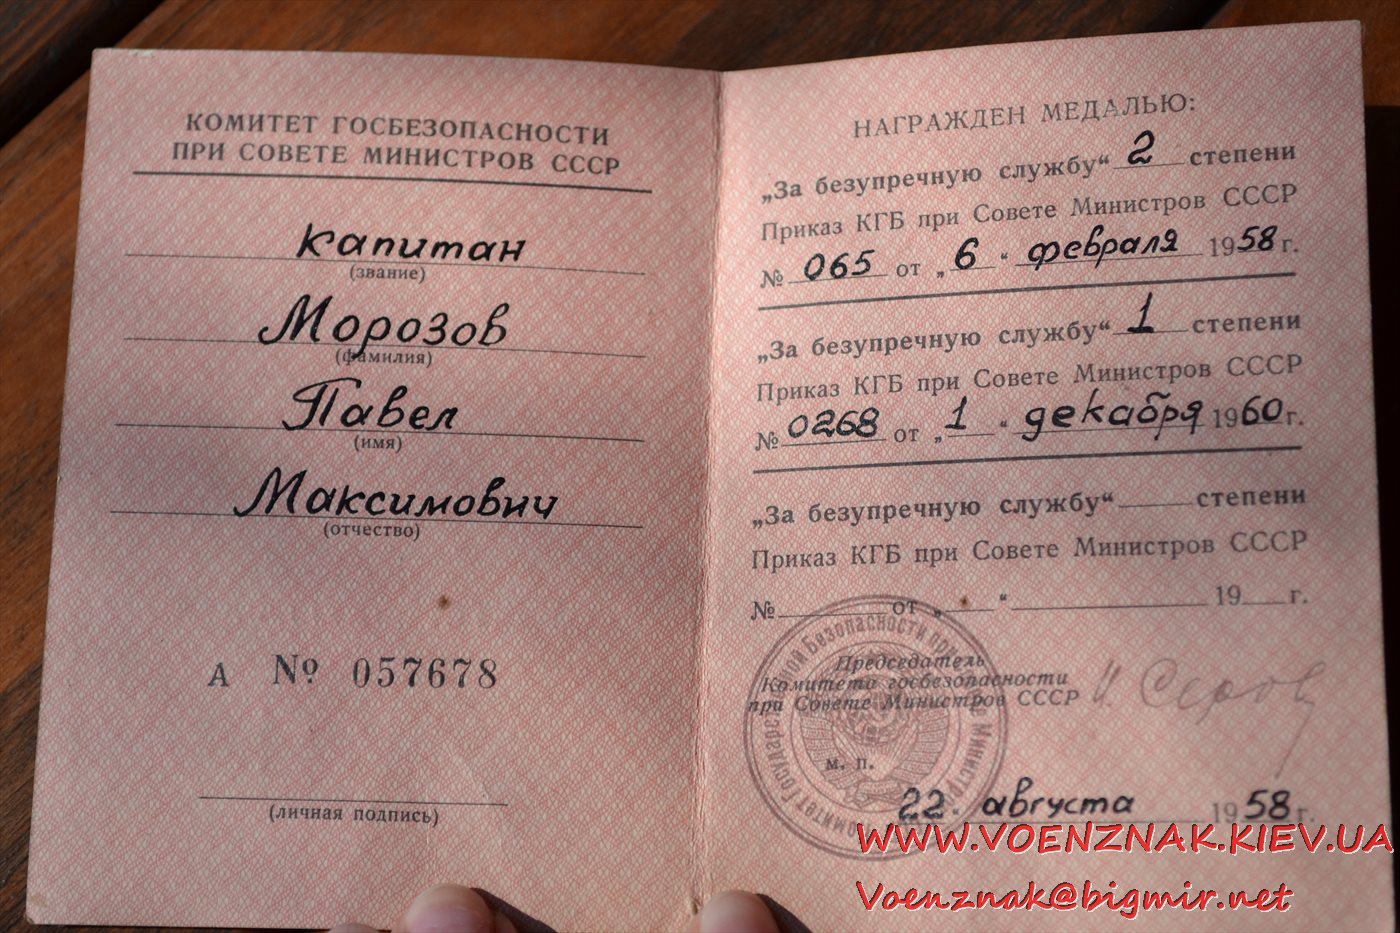 КОМИТЕТ ГОСБЕЗОПАСНОСТИ
ПРИ СОВЕТЕ МИНИСТРОВ СССР
капитан
(звание)
Морозов
(фамилия)
Павел
(имя)
Максимович
(отчество)
А № 057678
(личная подпись)
НАГРАЖДЕН МЕДАЛЬЮ:
„За безупречную службу“ 2 степени
Приказ КГБ при Совете Министров СССР
№ 065 от „6“ февраля 1958 г.
„За безупречную службу“ 1 степени
Приказ КГБ при Совете Министров СССР
№ 0268 от „1“ декабря 1960 г.
„За безупречную службу“ степени
Приказ КГБ при Совете Министров СССР
№ от „ “ 19 г.
Председатель
Комитета госбезопасности
при Совете Министров СССР И Серов
м. п.
22. августа 1958 г.
WWW.VOENZNAK.KIEV.UA
Voenznak@bigmir.net